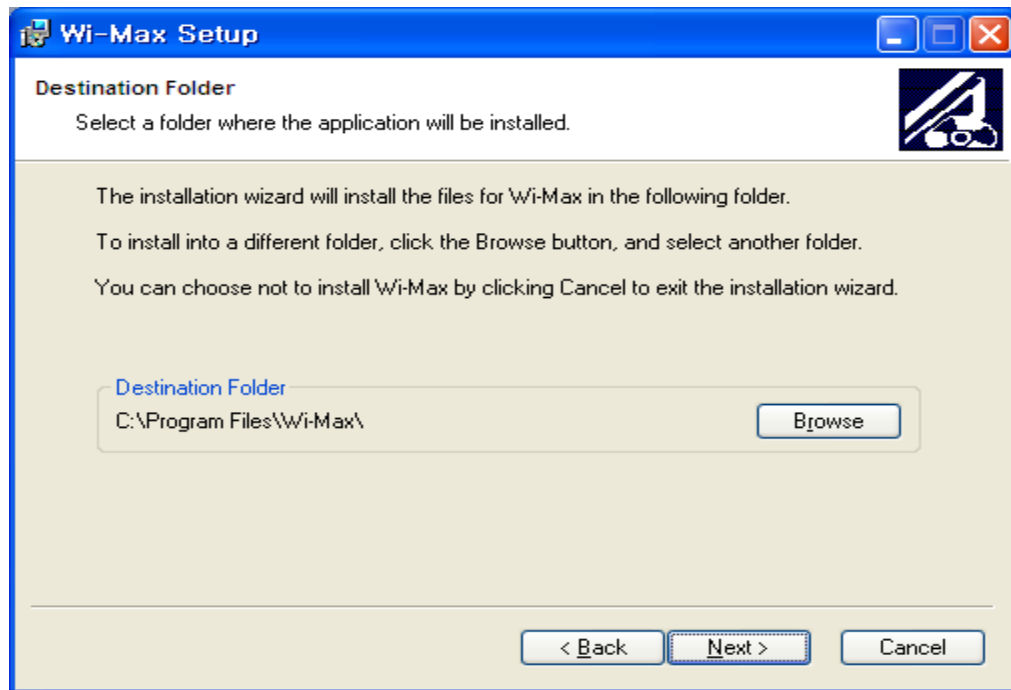 Wi-Max Setup
Destination Folder
Select a folder where the application will be installed.
The installation wizard will install the files for Wi-Max in the following folder.
To install into a different folder, click the Browse button, and select another folder.
You can choose not to install Wi-Max by clicking Cancel to exit the installation wizard.
Destination Folder
C:\Program Files\Wi-Max\ Browse
< Back Next > Cancel